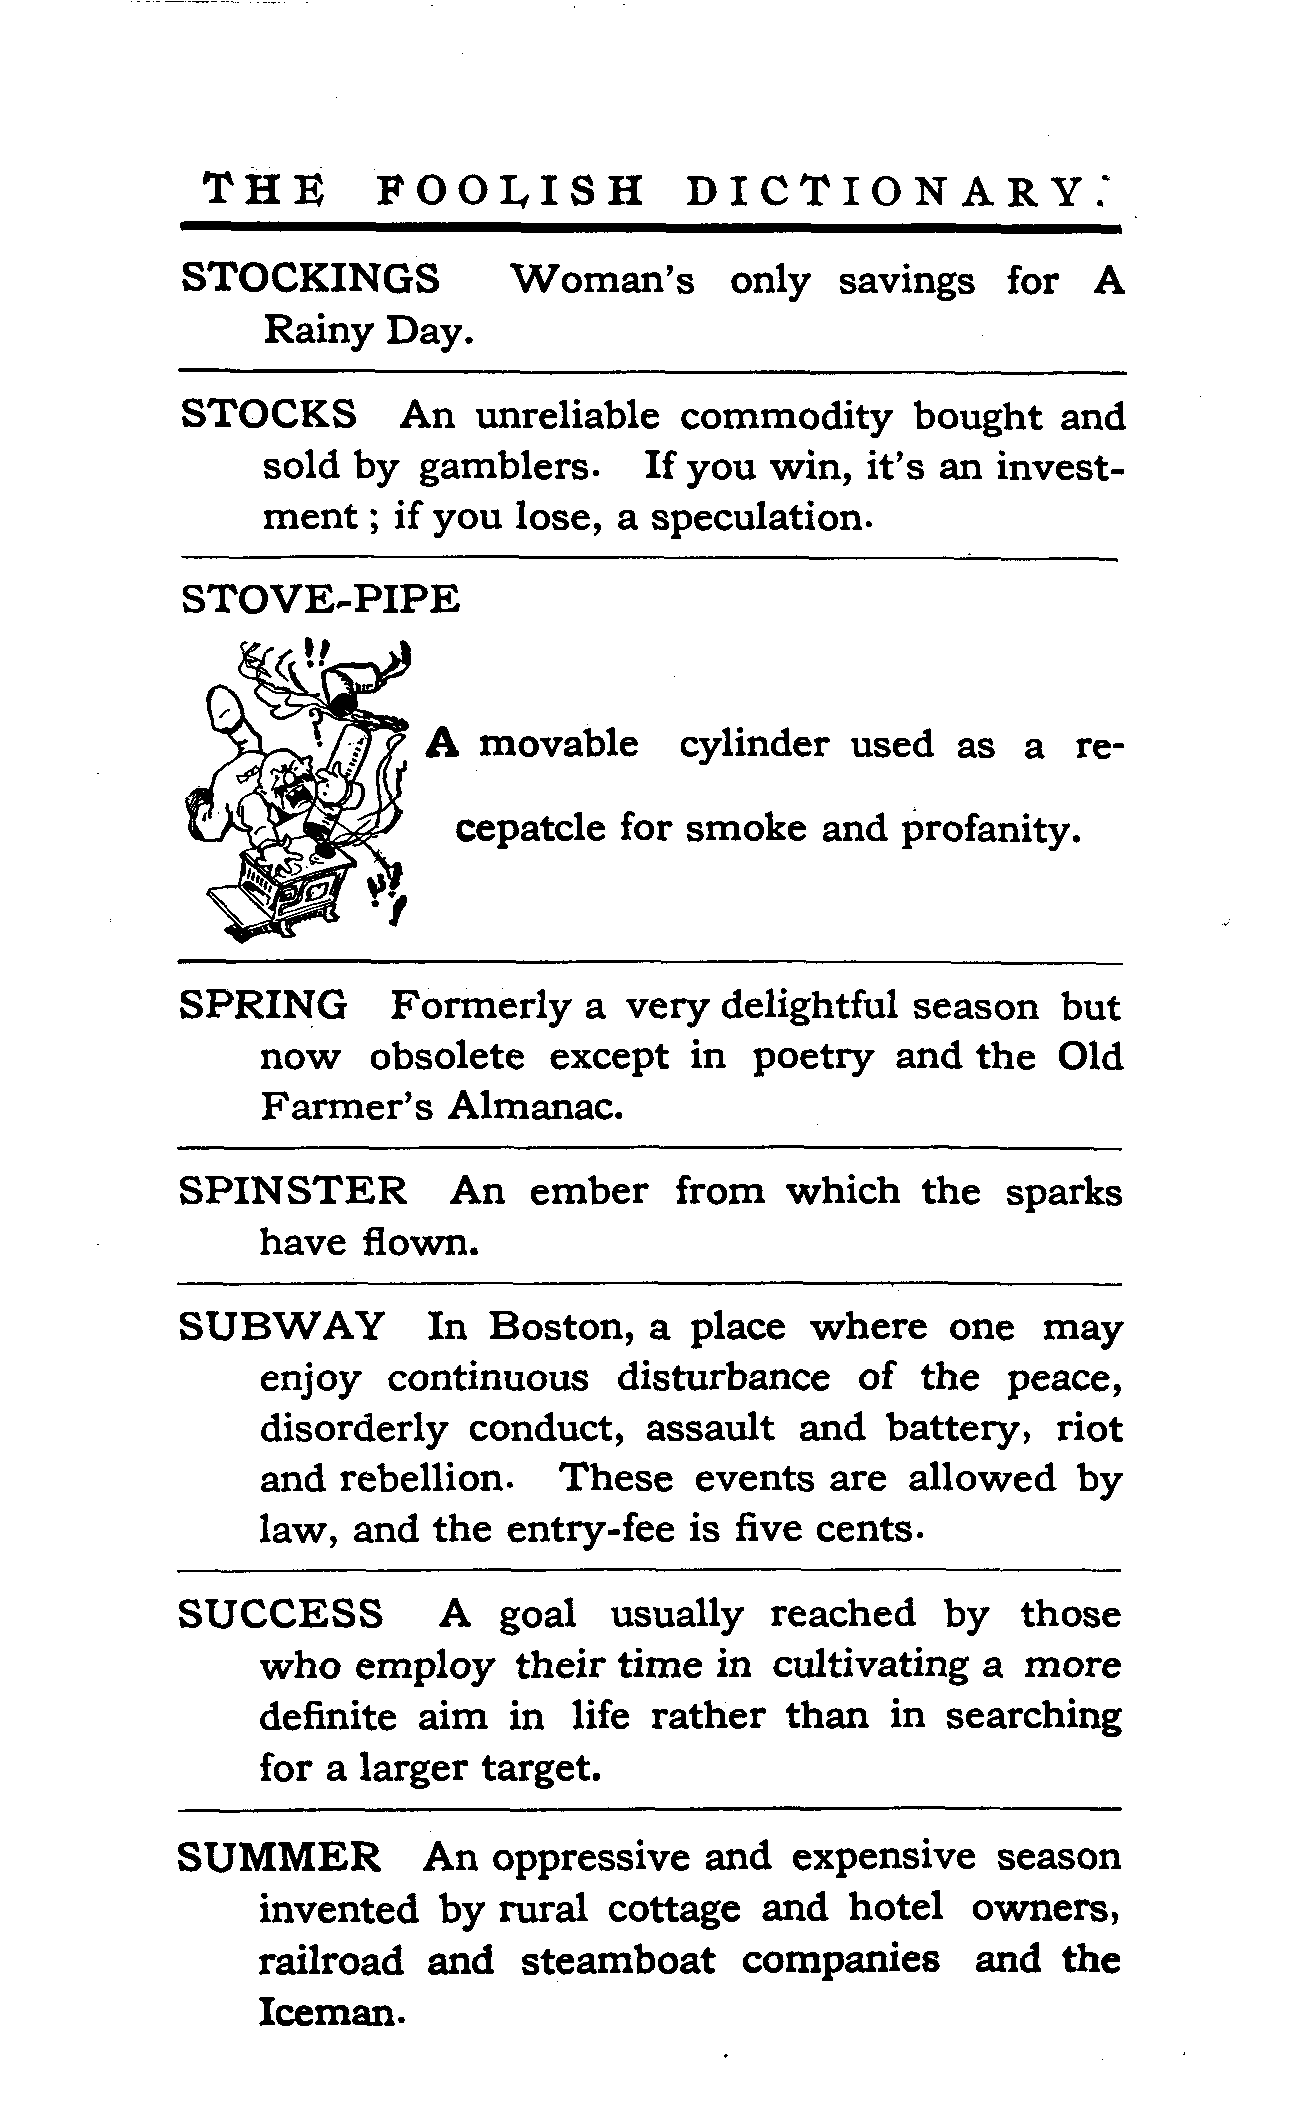 THE FOOLISH DICTIONARY.
STOCKINGS Woman's only savings for A
Rainy Day.
STOCKS An unreliable commodity bought and
sold by gamblers. If you win, it's an invest-
ment ; if you lose, a speculation.
STOVE-PIPE
!!
?
A movable cylinder used as a re-
cepatcle for smoke and profanity.
?!
!
SPRING Formerly a very delightful season but
now obsolete except in poetry and the Old
Farmer's Almanac.
SPINSTER An ember from which the sparks
have flown.
SUBWAY In Boston, a place where one may
enjoy continuous disturbance of the peace,
disorderly conduct, assault and battery, riot
and rebellion. These events are allowed by
law, and the entry-fee is five cents.
SUCCESS A goal usually reached by those
who employ their time in cultivating a more
definite aim in life rather than in searching
for a larger target.
SUMMER An oppressive and expensive season
invented by rural cottage and hotel owners,
railroad and steamboat companies and the
Iceman.